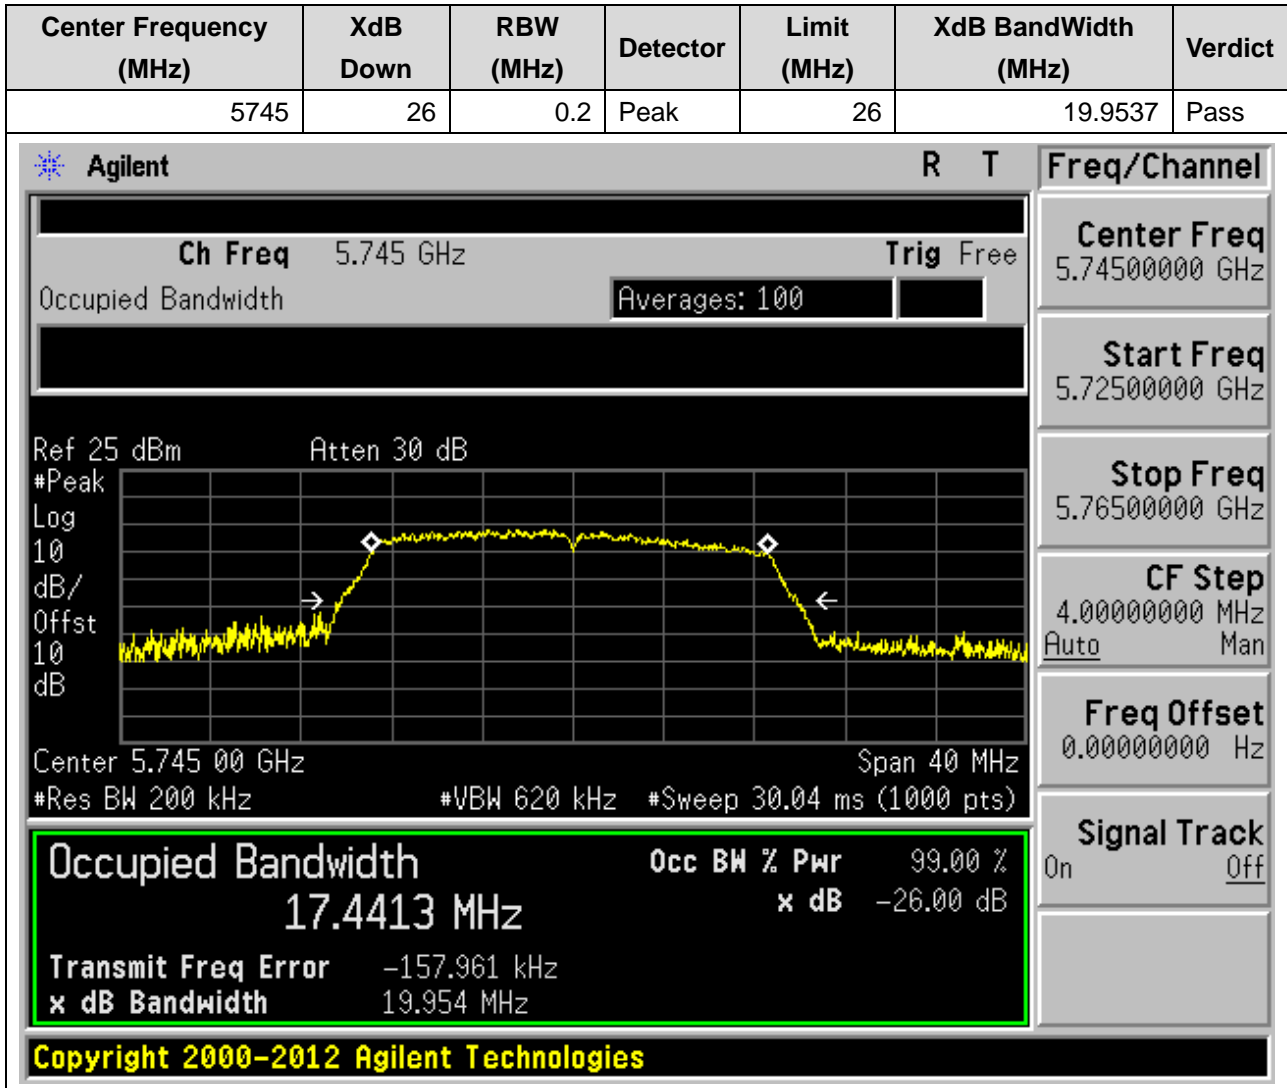 Center Frequency (MHz) XdB Down RBW (MHz) Detector Limit (MHz) XdB BandWidth (MHz) Verdict
5745 26 0.2 Peak 26 19.9537 Pass
Agilent R T
Ch Freq 5.745 GHz Trig Free
Occupied Bandwidth Averages: 100
Ref 25 dBm Atten 30 dB
#Peak
Log
10
dB/
Offst
10
dB
Center 5.745 00 GHz Span 40 MHz
#Res BW 200 kHz #VBW 620 kHz #Sweep 30.04 ms (1000 pts)
Occupied Bandwidth Occ BW % Pwr 99.00 %
17.4413 MHz x dB -26.00 dB
Transmit Freq Error -157.961 kHz
x dB Bandwidth 19.954 MHz
Copyright 2000-2012 Agilent Technologies
Freq/Channel
Center Freq
5.74500000 GHz
Start Freq
5.72500000 GHz
Stop Freq
5.76500000 GHz
CF Step
4.00000000 MHz
Auto Man
Freq Offset
0.00000000 Hz
Signal Track
On Off